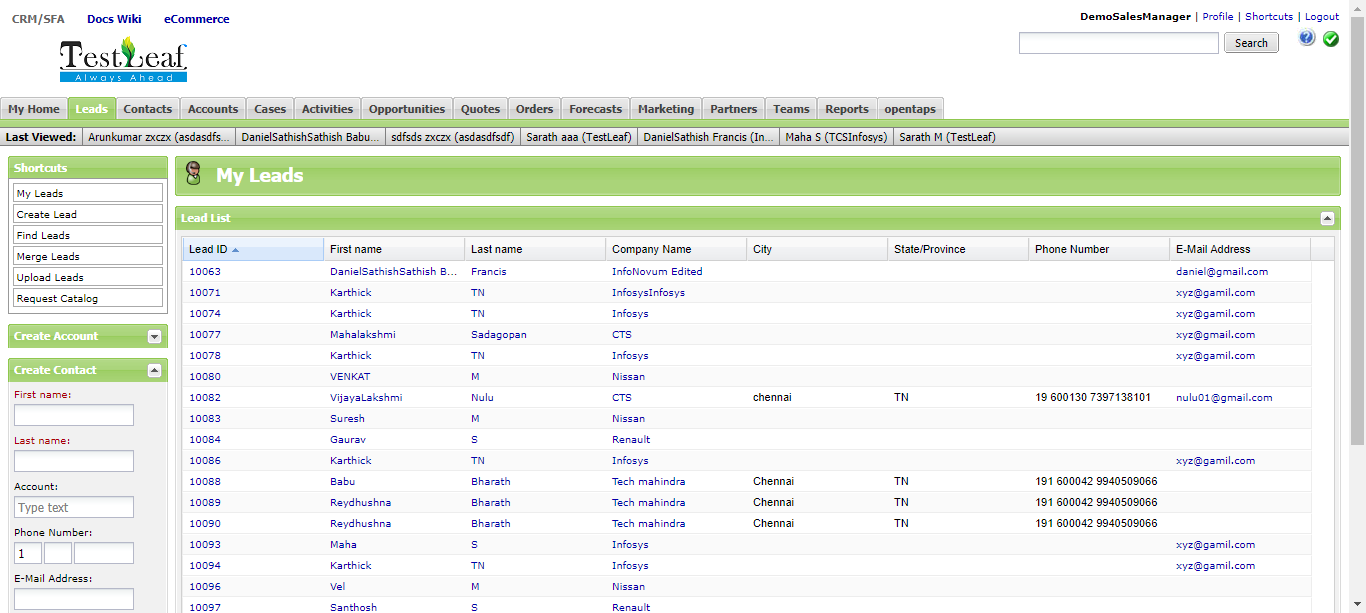 CRM/SFA Docs Wiki eCommerce
DemoSalesManager | Profile | Shortcuts | Logout
TestLeaf
Always Ahead
Search
My Home Leads Contacts Accounts Cases Activities Opportunities Quotes Orders Forecasts Marketing Partners Teams Reports opentaps
Last Viewed: Arunkumar zxczx (asdasdfs... DanielSathishSathish Babu... sdfsds zxczx (asdasdfsdf) Sarath aaa (TestLeaf) DanielSathish Francis (In... Maha S (TCSInfosys) Sarath M (TestLeaf)
Shortcuts
My Leads
Create Lead
Find Leads
Merge Leads
Upload Leads
Request Catalog
Create Account
Create Contact
First name:
Last name:
Account:
Type text
Phone Number:
1
E-Mail Address:
My Leads
Lead List
Lead ID First name Last name Company Name City State/Province Phone Number E-Mail Address
10063 DanielSathishSathish B... Francis InfoNovum Edited daniel@gmail.com
10071 Karthick TN InfosysInfosys xyz@gamil.com
10074 Karthick TN Infosys xyz@gamil.com
10077 Mahalakshmi Sadagopan CTS xyz@gmail.com
10078 Karthick TN Infosys xyz@gamil.com
10080 VENKAT M Nissan
10082 VijayaLakshmi Nulu CTS chennai TN 19 600130 7397138101 nulu01@gmail.com
10083 Suresh M Nissan
10084 Gaurav S Renault
10086 Karthick TN Infosys xyz@gamil.com
10088 Babu Bharath Tech mahindra Chennai TN 191 600042 9940509066
10089 Reydhushna Bharath Tech mahindra Chennai TN 191 600042 9940509066
10090 Reydhushna Bharath Tech mahindra Chennai TN 191 600042 9940509066
10093 Maha S Infosys xyz@gamil.com
10094 Karthick TN Infosys xyz@gamil.com
10096 Vel M Nissan
10097 Santhosh S Renault